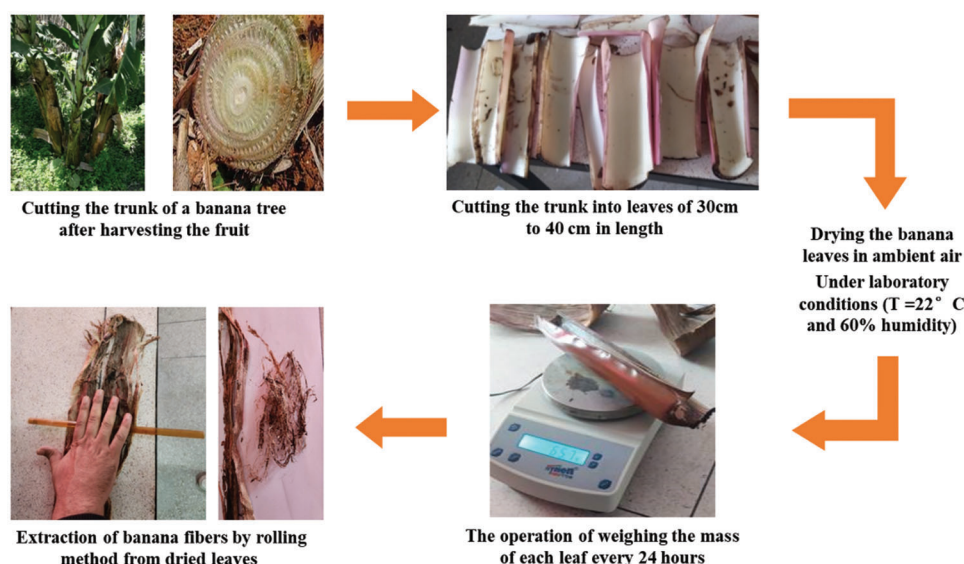 Cutting the trunk of a banana tree
after harvesting the fruit
Cutting the trunk into leaves of 30cm
to 40 cm in length
Drying the banana
leaves in ambient air
Under laboratory
conditions (T =22° C
and 60% humidity)
The operation of weighing the mass
of each leaf every 24 hours
Extraction of banana fibers by rolling
method from dried leaves